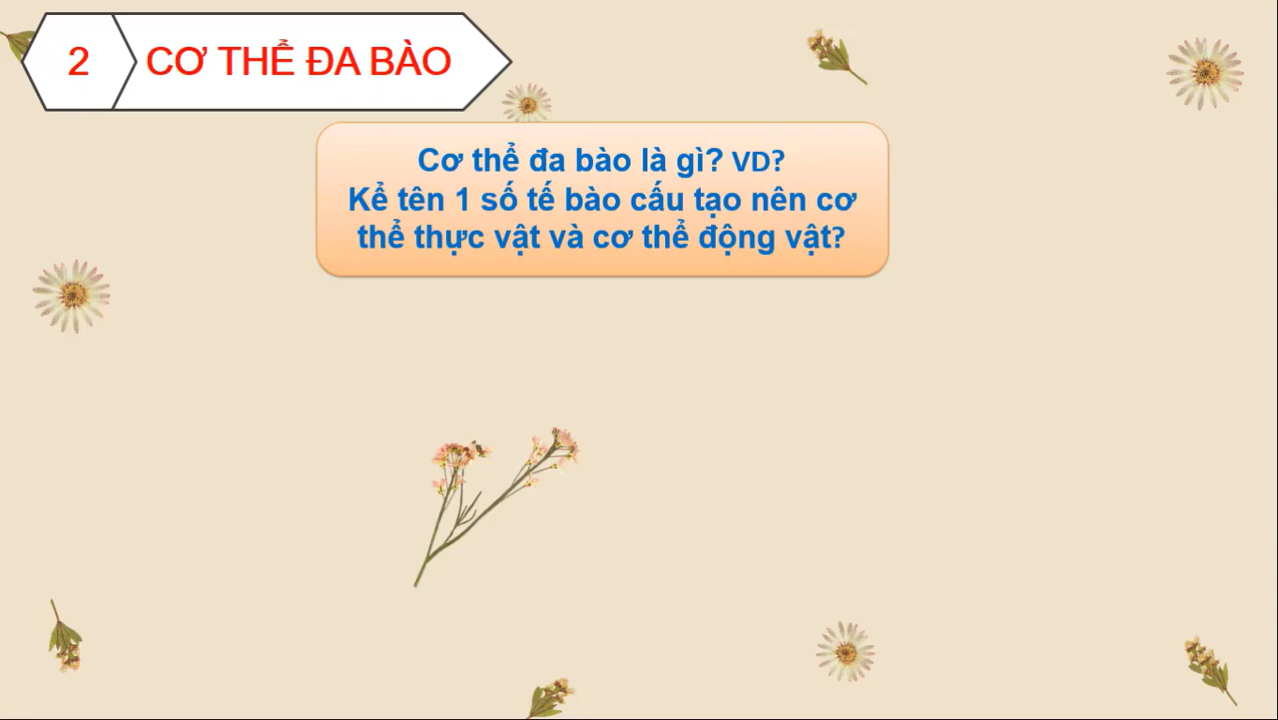 2
CƠ THỂ ĐA BÀO
Cơ thể đa bào là gì? VD?
Kể tên 1 số tế bào cấu tạo nên cơ
thể thực vật và cơ thể động vật?